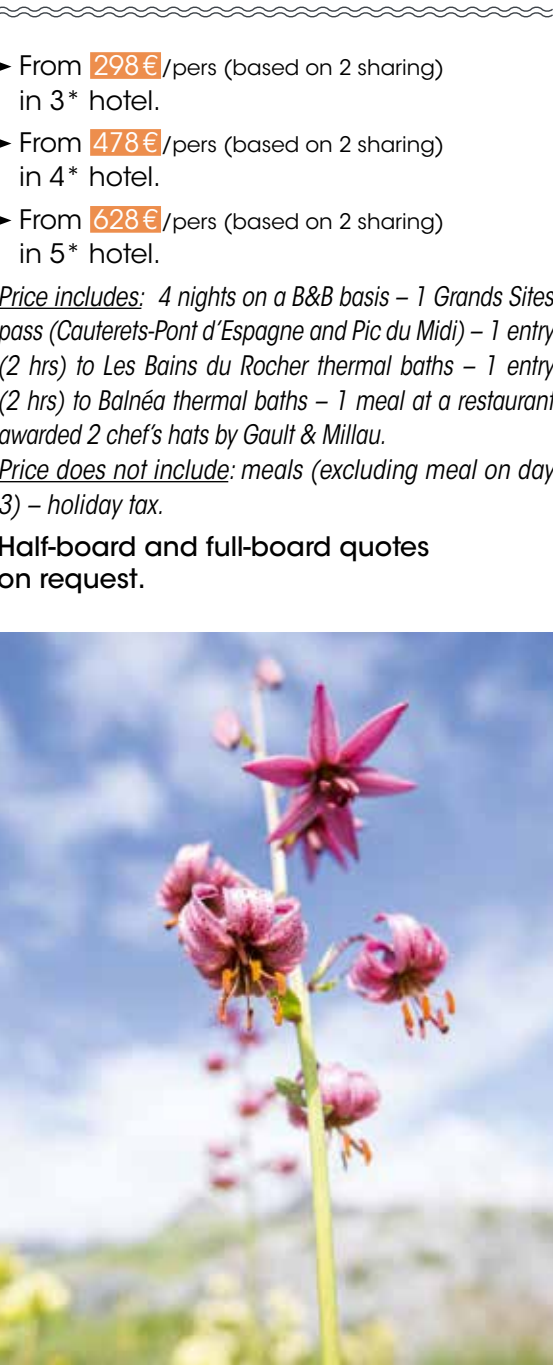 From 298 €/pers (based on 2 sharing)
in 3* hotel.
From 478 €/pers (based on 2 sharing)
in 4* hotel.
From 628 €/pers (based on 2 sharing)
in 5* hotel.
Price includes: 4 nights on a B&B basis – 1 Grands Sites
pass (Cauterets-Pont d'Espagne and Pic du Midi) – 1 entry
(2 hrs) to Les Bains du Rocher thermal baths – 1 entry
(2 hrs) to Balnéa thermal baths – 1 meal at a restaurant
awarded 2 chef's hats by Gault & Millau.
Price does not include: meals (excluding meal on day
3) – holiday tax.
Half-board and full-board quotes
on request.